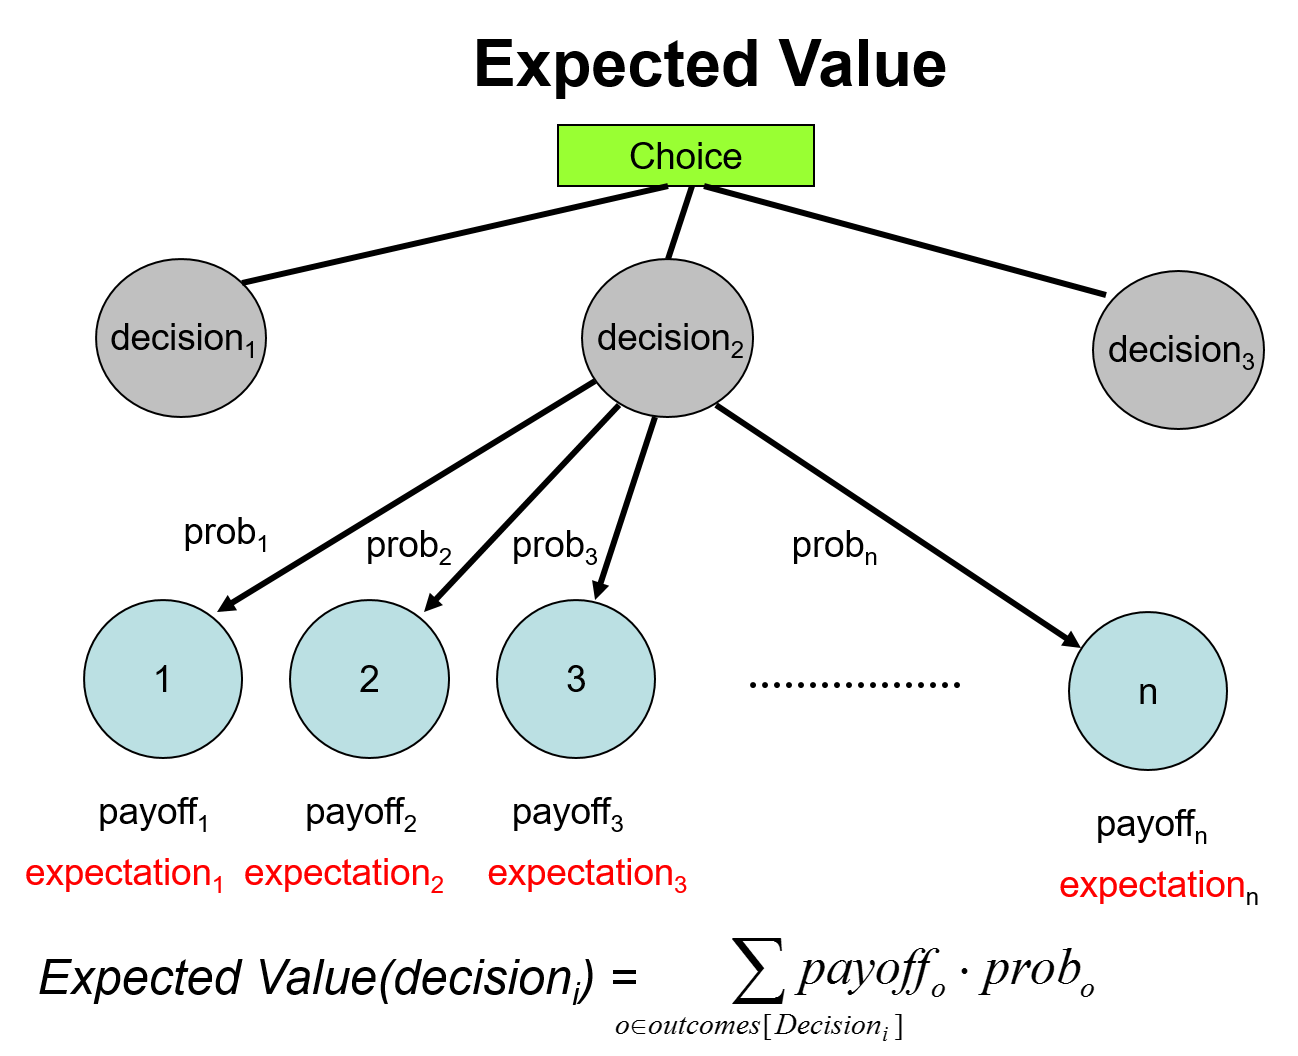 Expected Value
Choice
decision₁
decision₂
decision₃
prob₁
prob₂
prob₃
probₙ
1
2
3
..................
n
payoff₁
payoff₂
payoff₃
payoffₙ
expectation₁
expectation₂
expectation₃
expectationₙ
Expected Value(decisionᵢ) = ∑ payoffₒ · probₒ
o∈outcomes[Decisionᵢ]